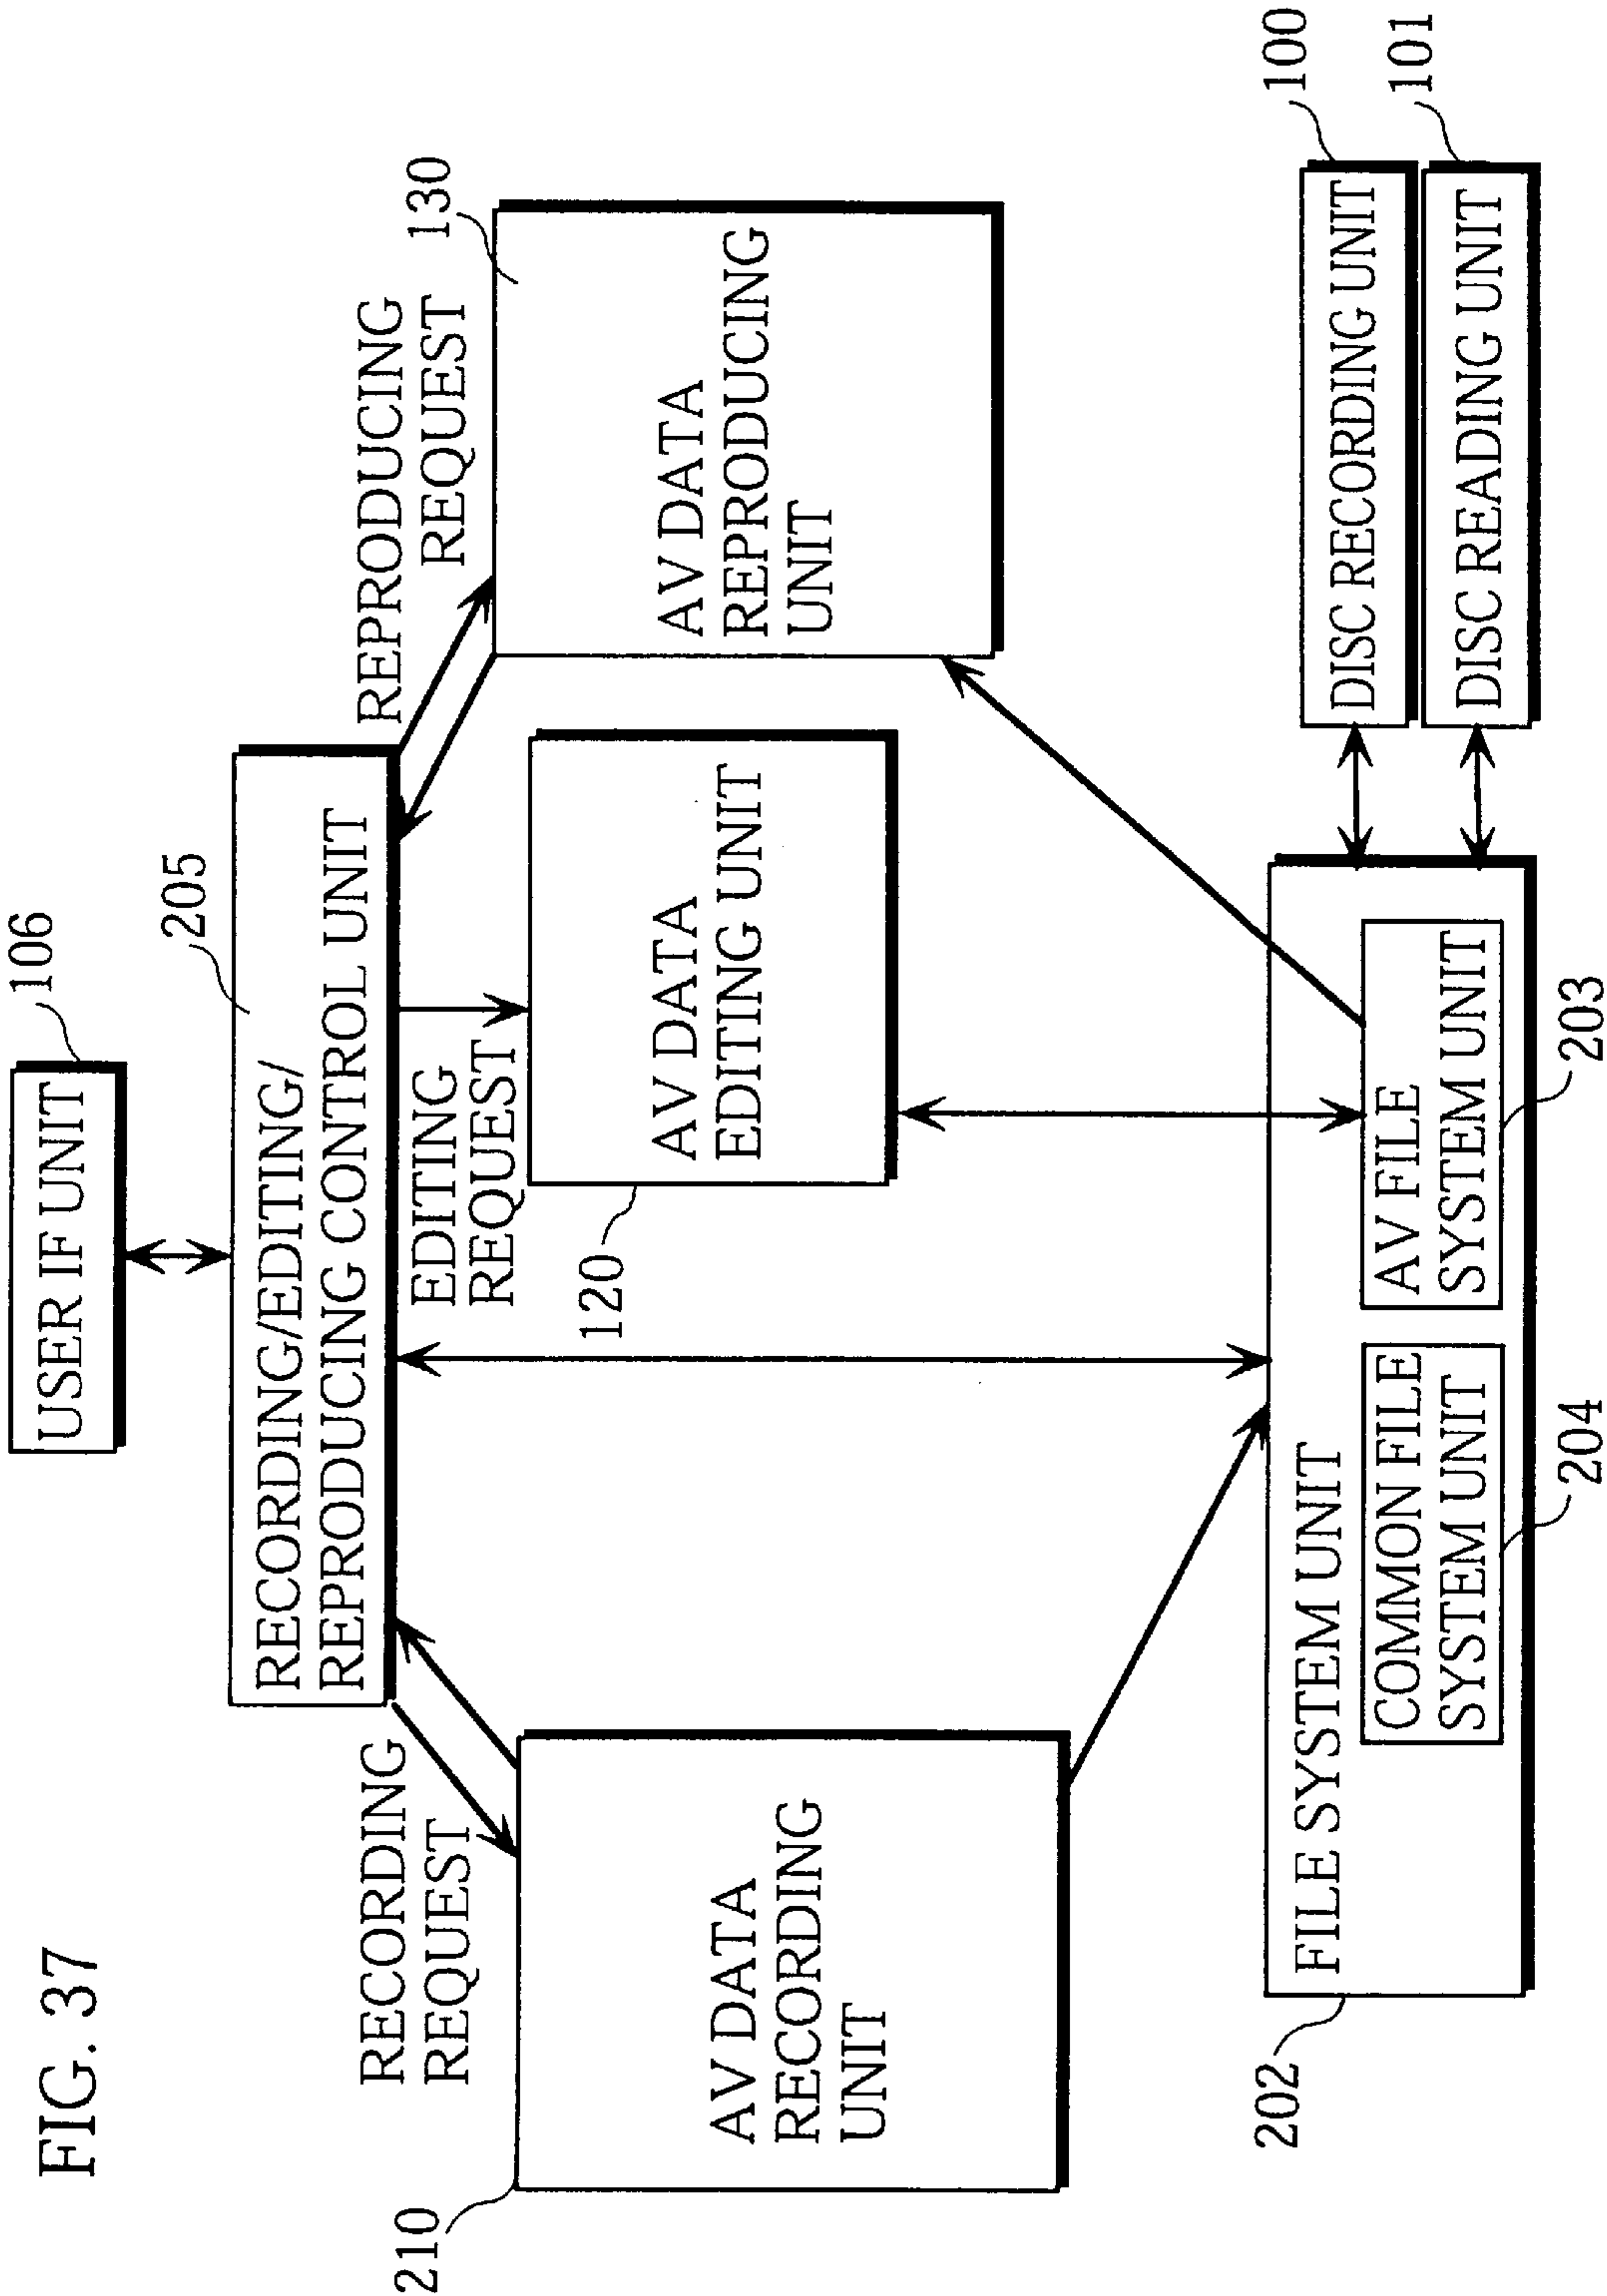 FIG. 37
USER IF UNIT
106
205
RECORDING/EDITING/
REPRODUCING CONTROL UNIT
RECORDING
REQUEST
EDITING
REQUEST
REPRODUCING
REQUEST
210
AV DATA
RECORDING
UNIT
120
AV DATA
EDITING UNIT
130
AV DATA
REPRODUCING
UNIT
202
FILE SYSTEM UNIT
COMMON FILE
SYSTEM UNIT
204
AV FILE
SYSTEM UNIT
203
DISC RECORDING UNIT
100
DISC READING UNIT
101